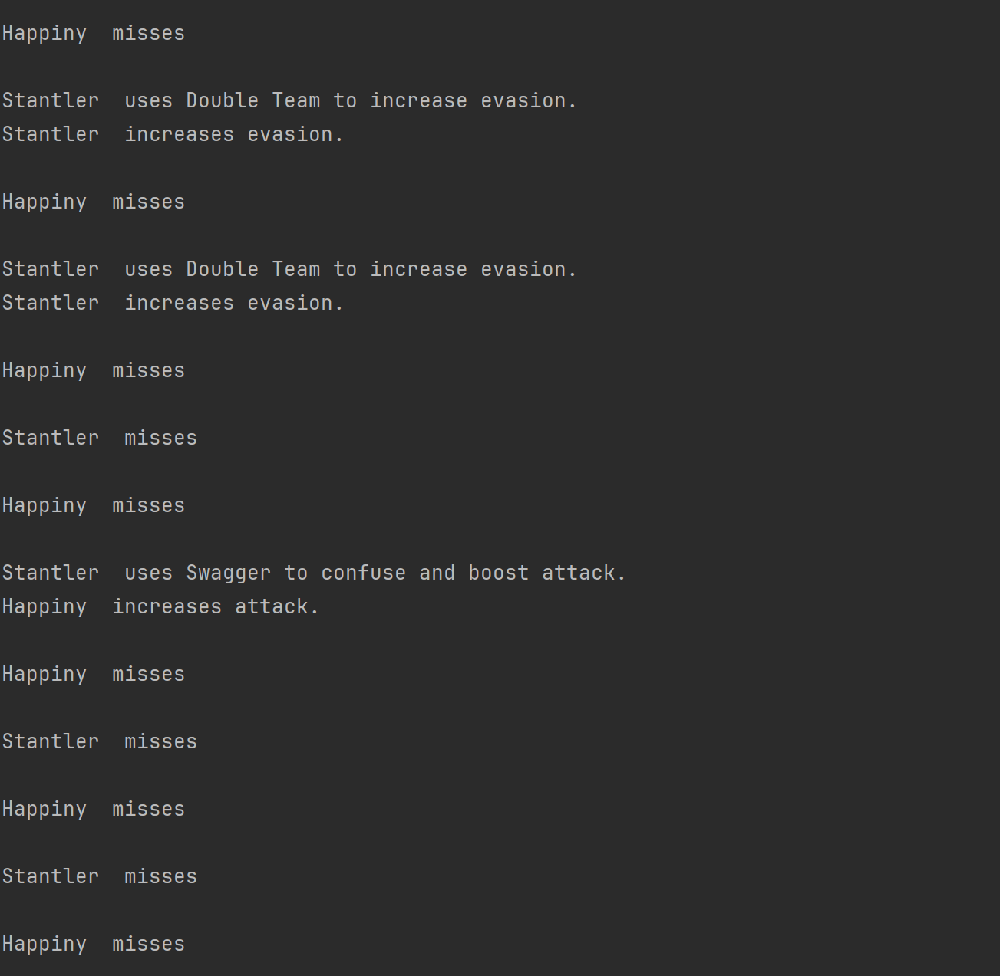 Happiny  misses
Stantler  uses Double Team to increase evasion.
Stantler  increases evasion.
Happiny  misses
Stantler  uses Double Team to increase evasion.
Stantler  increases evasion.
Happiny  misses
Stantler  misses
Happiny  misses
Stantler  uses Swagger to confuse and boost attack.
Happiny  increases attack.
Happiny  misses
Stantler  misses
Happiny  misses
Stantler  misses
Happiny  misses